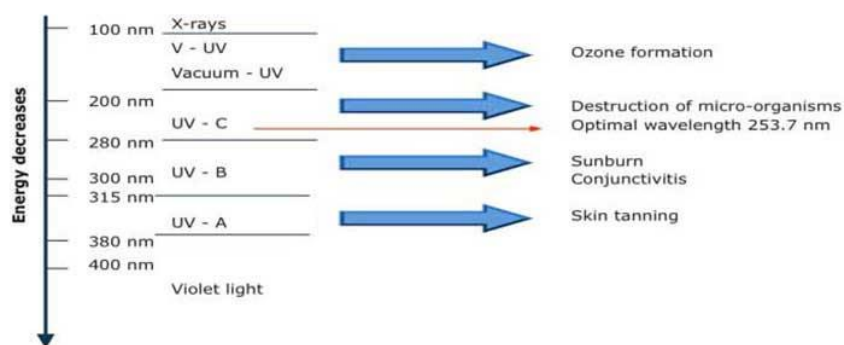 Energy decreases
100 nm
200 nm
280 nm
300 nm
315 nm
380 nm
400 nm
X-rays
V - UV
Vacuum - UV
UV - C
UV - B
UV - A
Violet light
Ozone formation
Destruction of micro-organisms
Optimal wavelength 253.7 nm
Sunburn
Conjunctivitis
Skin tanning